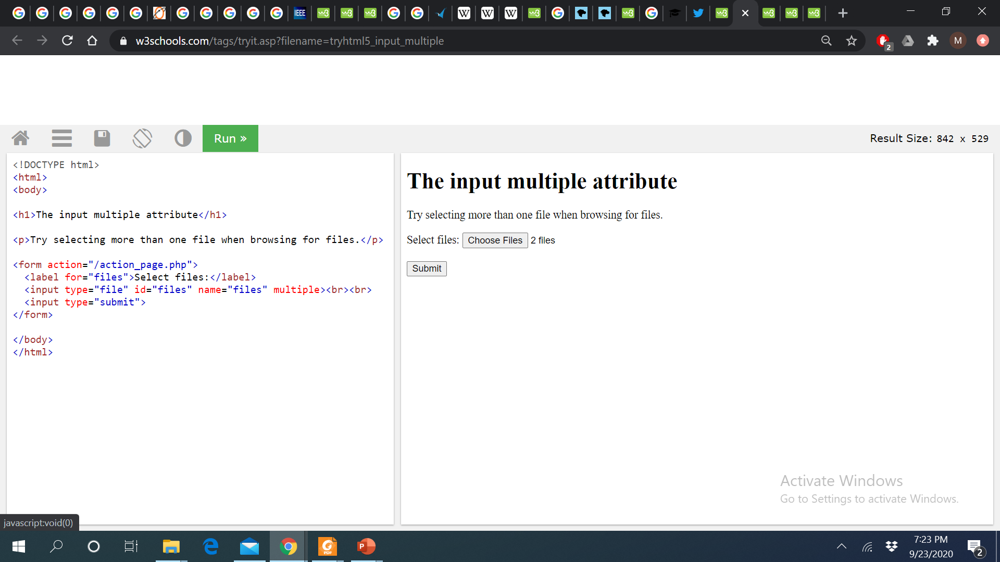 IEEE
w3schools.com/tags/tryit.asp?filename=tryhtml5_input_multiple
2
M
Run »
Result Size: 842 x 529
<!DOCTYPE html>
<html>
<body>
<h1>The input multiple attribute</h1>
<p>Try selecting more than one file when browsing for files.</p>
<form action="/action_page.php">
<label for="files">Select files:</label>
<input type="file" id="files" name="files" multiple><br><br>
<input type="submit">
</form>
</body>
</html>
The input multiple attribute
Try selecting more than one file when browsing for files.
Select files: Choose Files 2 files
Submit
Activate Windows
Go to Settings to activate Windows.
javascript:void(0)
PDF
P
7:23 PM
9/23/2020
2